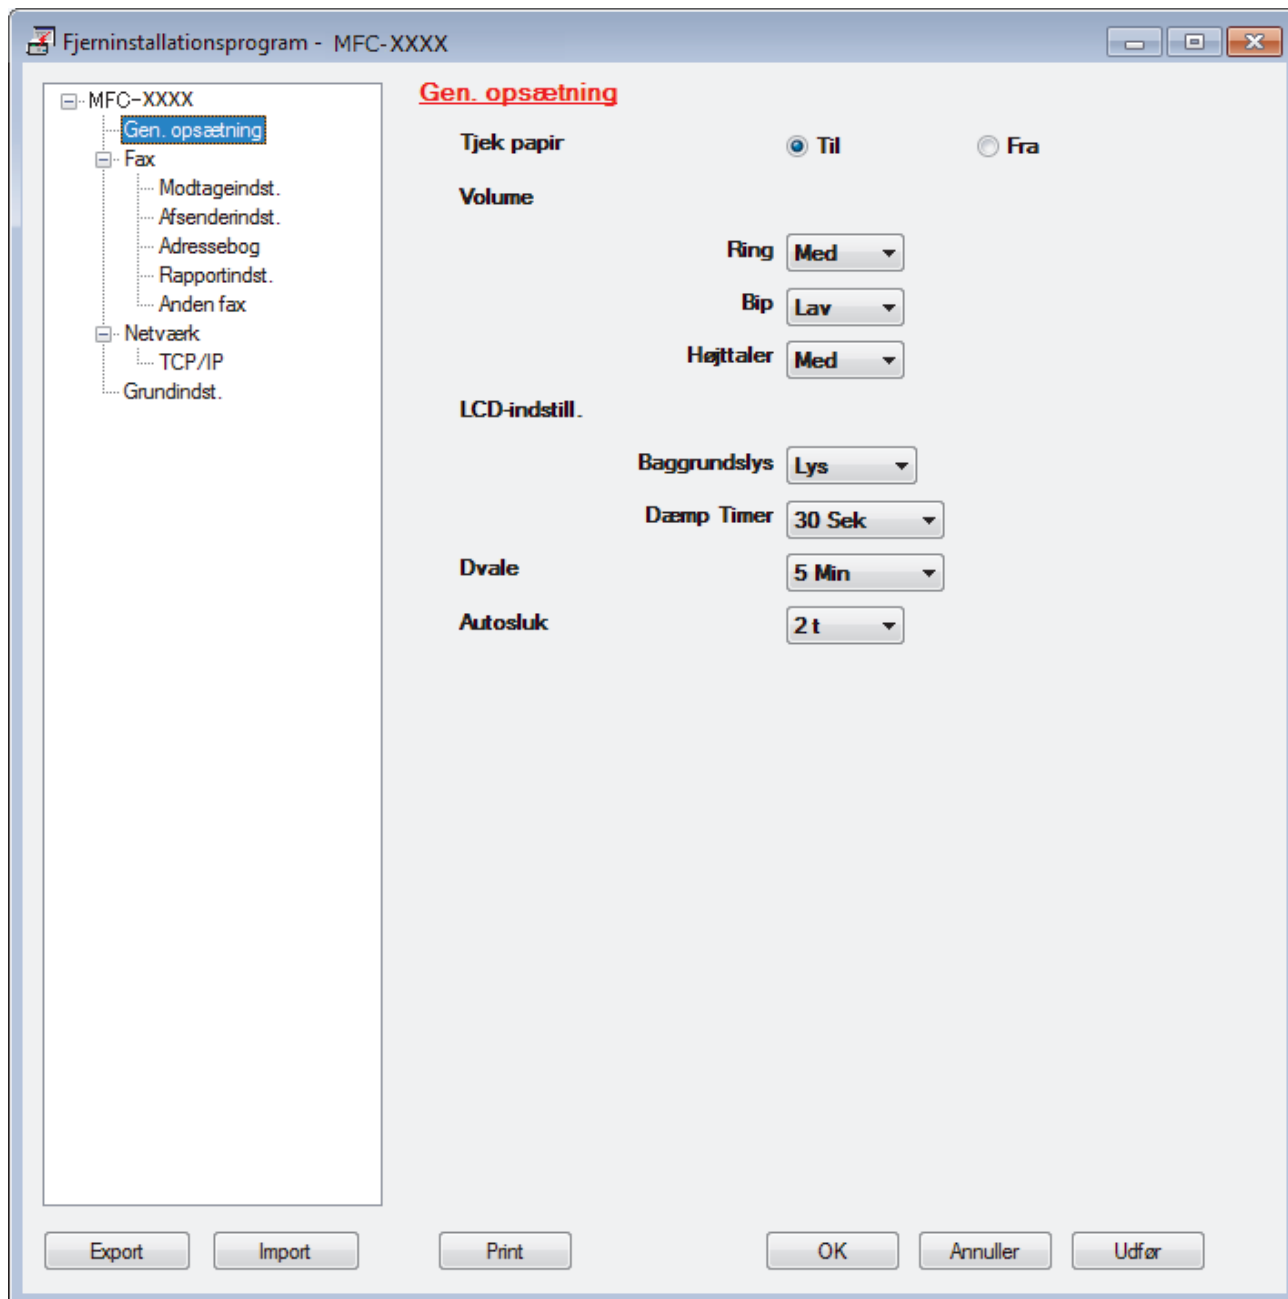 Fjerninstallationsprogram - MFC-XXXX
MFC-XXXX
Gen. opsætning
Fax
Modtageindst.
Afsenderindst.
Adressebog
Rapportindst.
Anden fax
Netværk
TCP/IP
Grundindst.
Gen. opsætning
Tjek papir Til Fra
Volume
Ring Med
Bip Lav
Højttaler Med
LCD-indstill.
Baggrundslys Lys
Dæmp Timer 30 Sek
Dvale 5 Min
Autosluk 2 t
Export Import Print OK Annuller Udfør